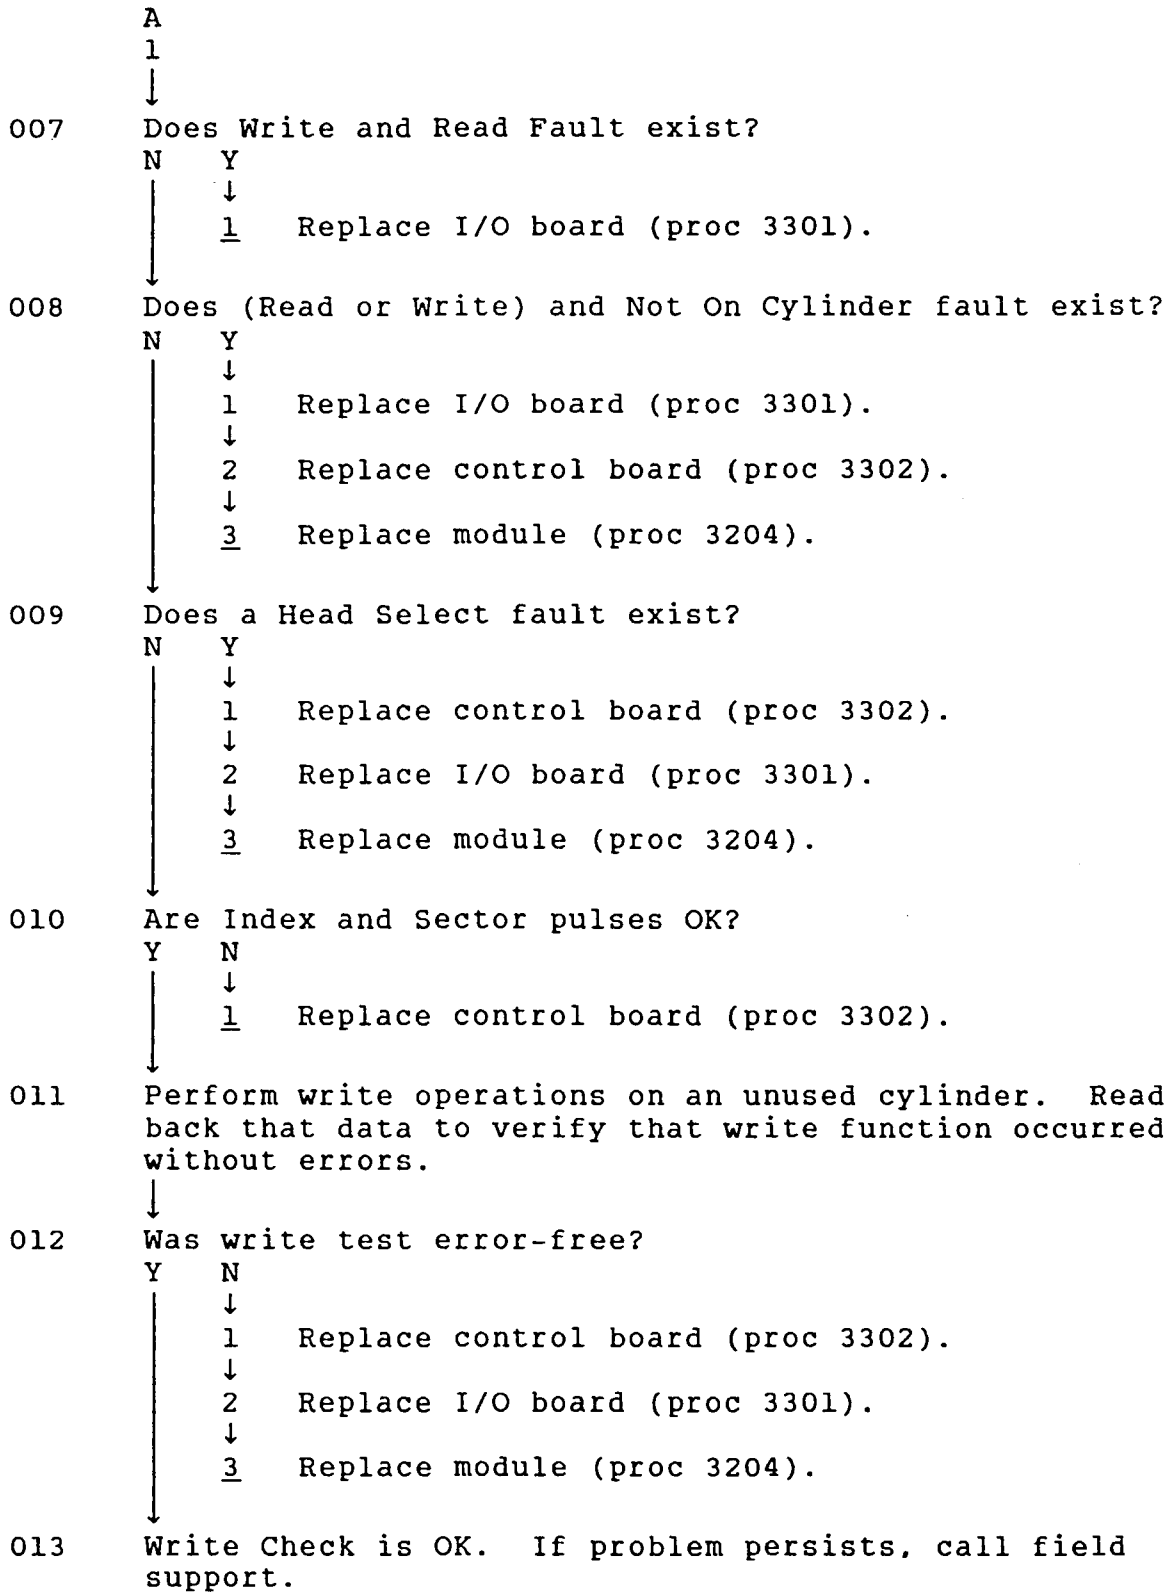 A
1
↓
007 Does Write and Read Fault exist?
N Y
↓
1 Replace I/O board (proc 3301).
008 Does (Read or Write) and Not On Cylinder fault exist?
N Y
↓
1 Replace I/O board (proc 3301).
↓
2 Replace control board (proc 3302).
↓
3 Replace module (proc 3204).
009 Does a Head Select fault exist?
N Y
↓
1 Replace control board (proc 3302).
↓
2 Replace I/O board (proc 3301).
↓
3 Replace module (proc 3204).
010 Are Index and Sector pulses OK?
Y N
↓
1 Replace control board (proc 3302).
011 Perform write operations on an unused cylinder. Read
back that data to verify that write function occurred
without errors.
↓
012 Was write test error-free?
Y N
↓
1 Replace control board (proc 3302).
↓
2 Replace I/O board (proc 3301).
↓
3 Replace module (proc 3204).
013 Write Check is OK. If problem persists, call field
support.